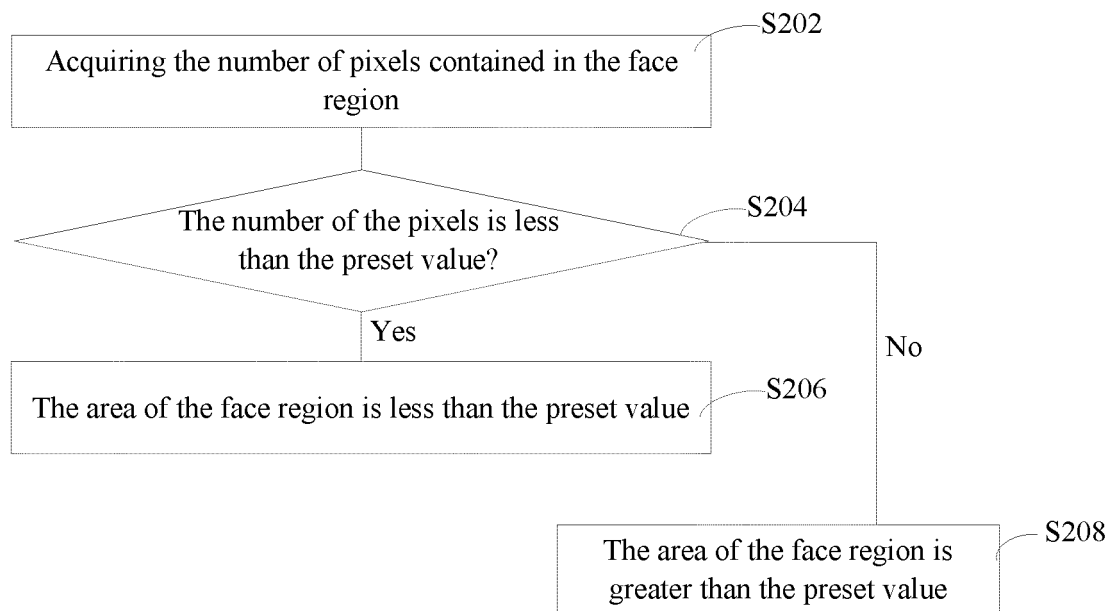 S202
Acquiring the number of pixels contained in the face
region
S204
The number of the pixels is less
than the preset value?
Yes
No
S206
The area of the face region is less than the preset value
S208
The area of the face region is
greater than the preset value